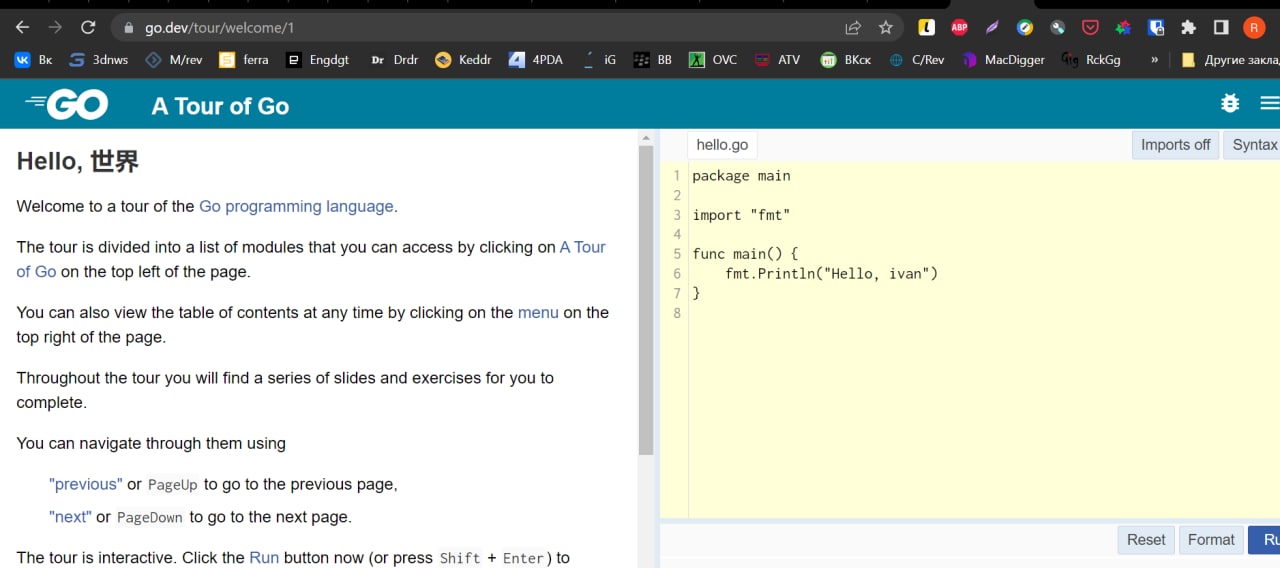 go.dev/tour/welcome/1
L ABP R
Вк 3dnws M/rev ferra Engdgt Dr Drdr Keddr 4PDA iG BB OVC ATV ВКск C/Rev MacDigger RckGg » Другие закла
GO A Tour of Go
Hello, 世界
Welcome to a tour of the Go programming language.
The tour is divided into a list of modules that you can access by clicking on A Tour
of Go on the top left of the page.
You can also view the table of contents at any time by clicking on the menu on the
top right of the page.
Throughout the tour you will find a series of slides and exercises for you to
complete.
You can navigate through them using
"previous" or PageUp to go to the previous page,
"next" or PageDown to go to the next page.
The tour is interactive. Click the Run button now (or press Shift + Enter) to
hello.go Imports off Syntax
1 package main
2
3 import "fmt"
4
5 func main() {
6 fmt.Println("Hello, ivan")
7 }
8
Reset Format Ru